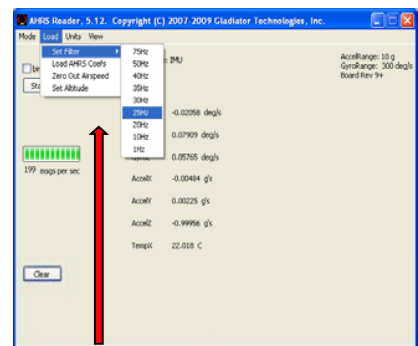 AHRS Reader, 5.12. Copyright (C) 2007-2009 Gladiator Technologies, Inc.
Mode Load Units View
Set Filter
Load AHRS Coefs
Zero Out Airspeed
Set Altitude
75Hz
50Hz
40Hz
35Hz
30Hz
25Hz
20Hz
10Hz
1Hz
: IMU
AccelRange: 10 g
GyroRange: 300 deg/s
Board Rev 9+
-0.02058 deg/s
0.07909 deg/s
0.05765 deg/s
199 msgs per sec
AccelX -0.00484 g's
AccelY 0.00225 g's
AccelZ -0.99956 g's
TempX 22.018 C
Clear